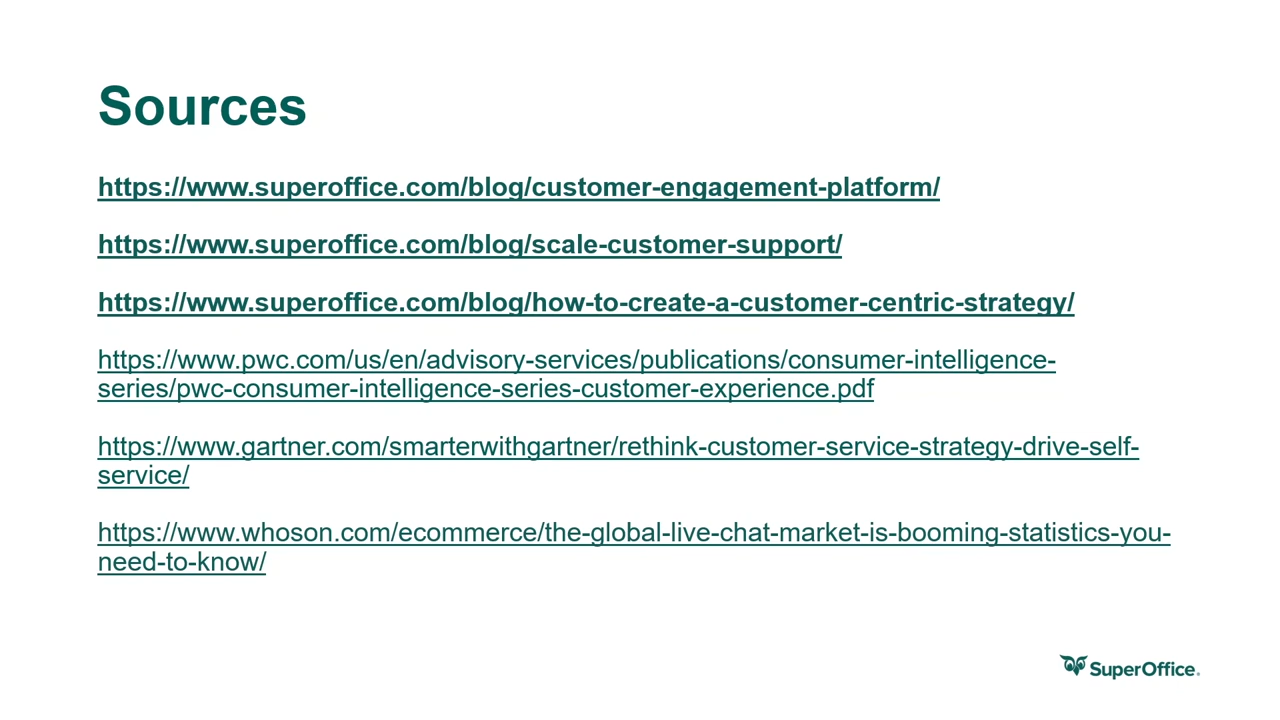 Sources
https://www.superoffice.com/blog/customer-engagement-platform/
https://www.superoffice.com/blog/scale-customer-support/
https://www.superoffice.com/blog/how-to-create-a-customer-centric-strategy/
https://www.pwc.com/us/en/advisory-services/publications/consumer-intelligence-
series/pwc-consumer-intelligence-series-customer-experience.pdf
https://www.gartner.com/smarterwithgartner/rethink-customer-service-strategy-drive-self-
service/
https://www.whoson.com/ecommerce/the-global-live-chat-market-is-booming-statistics-you-
need-to-know/
SuperOffice.